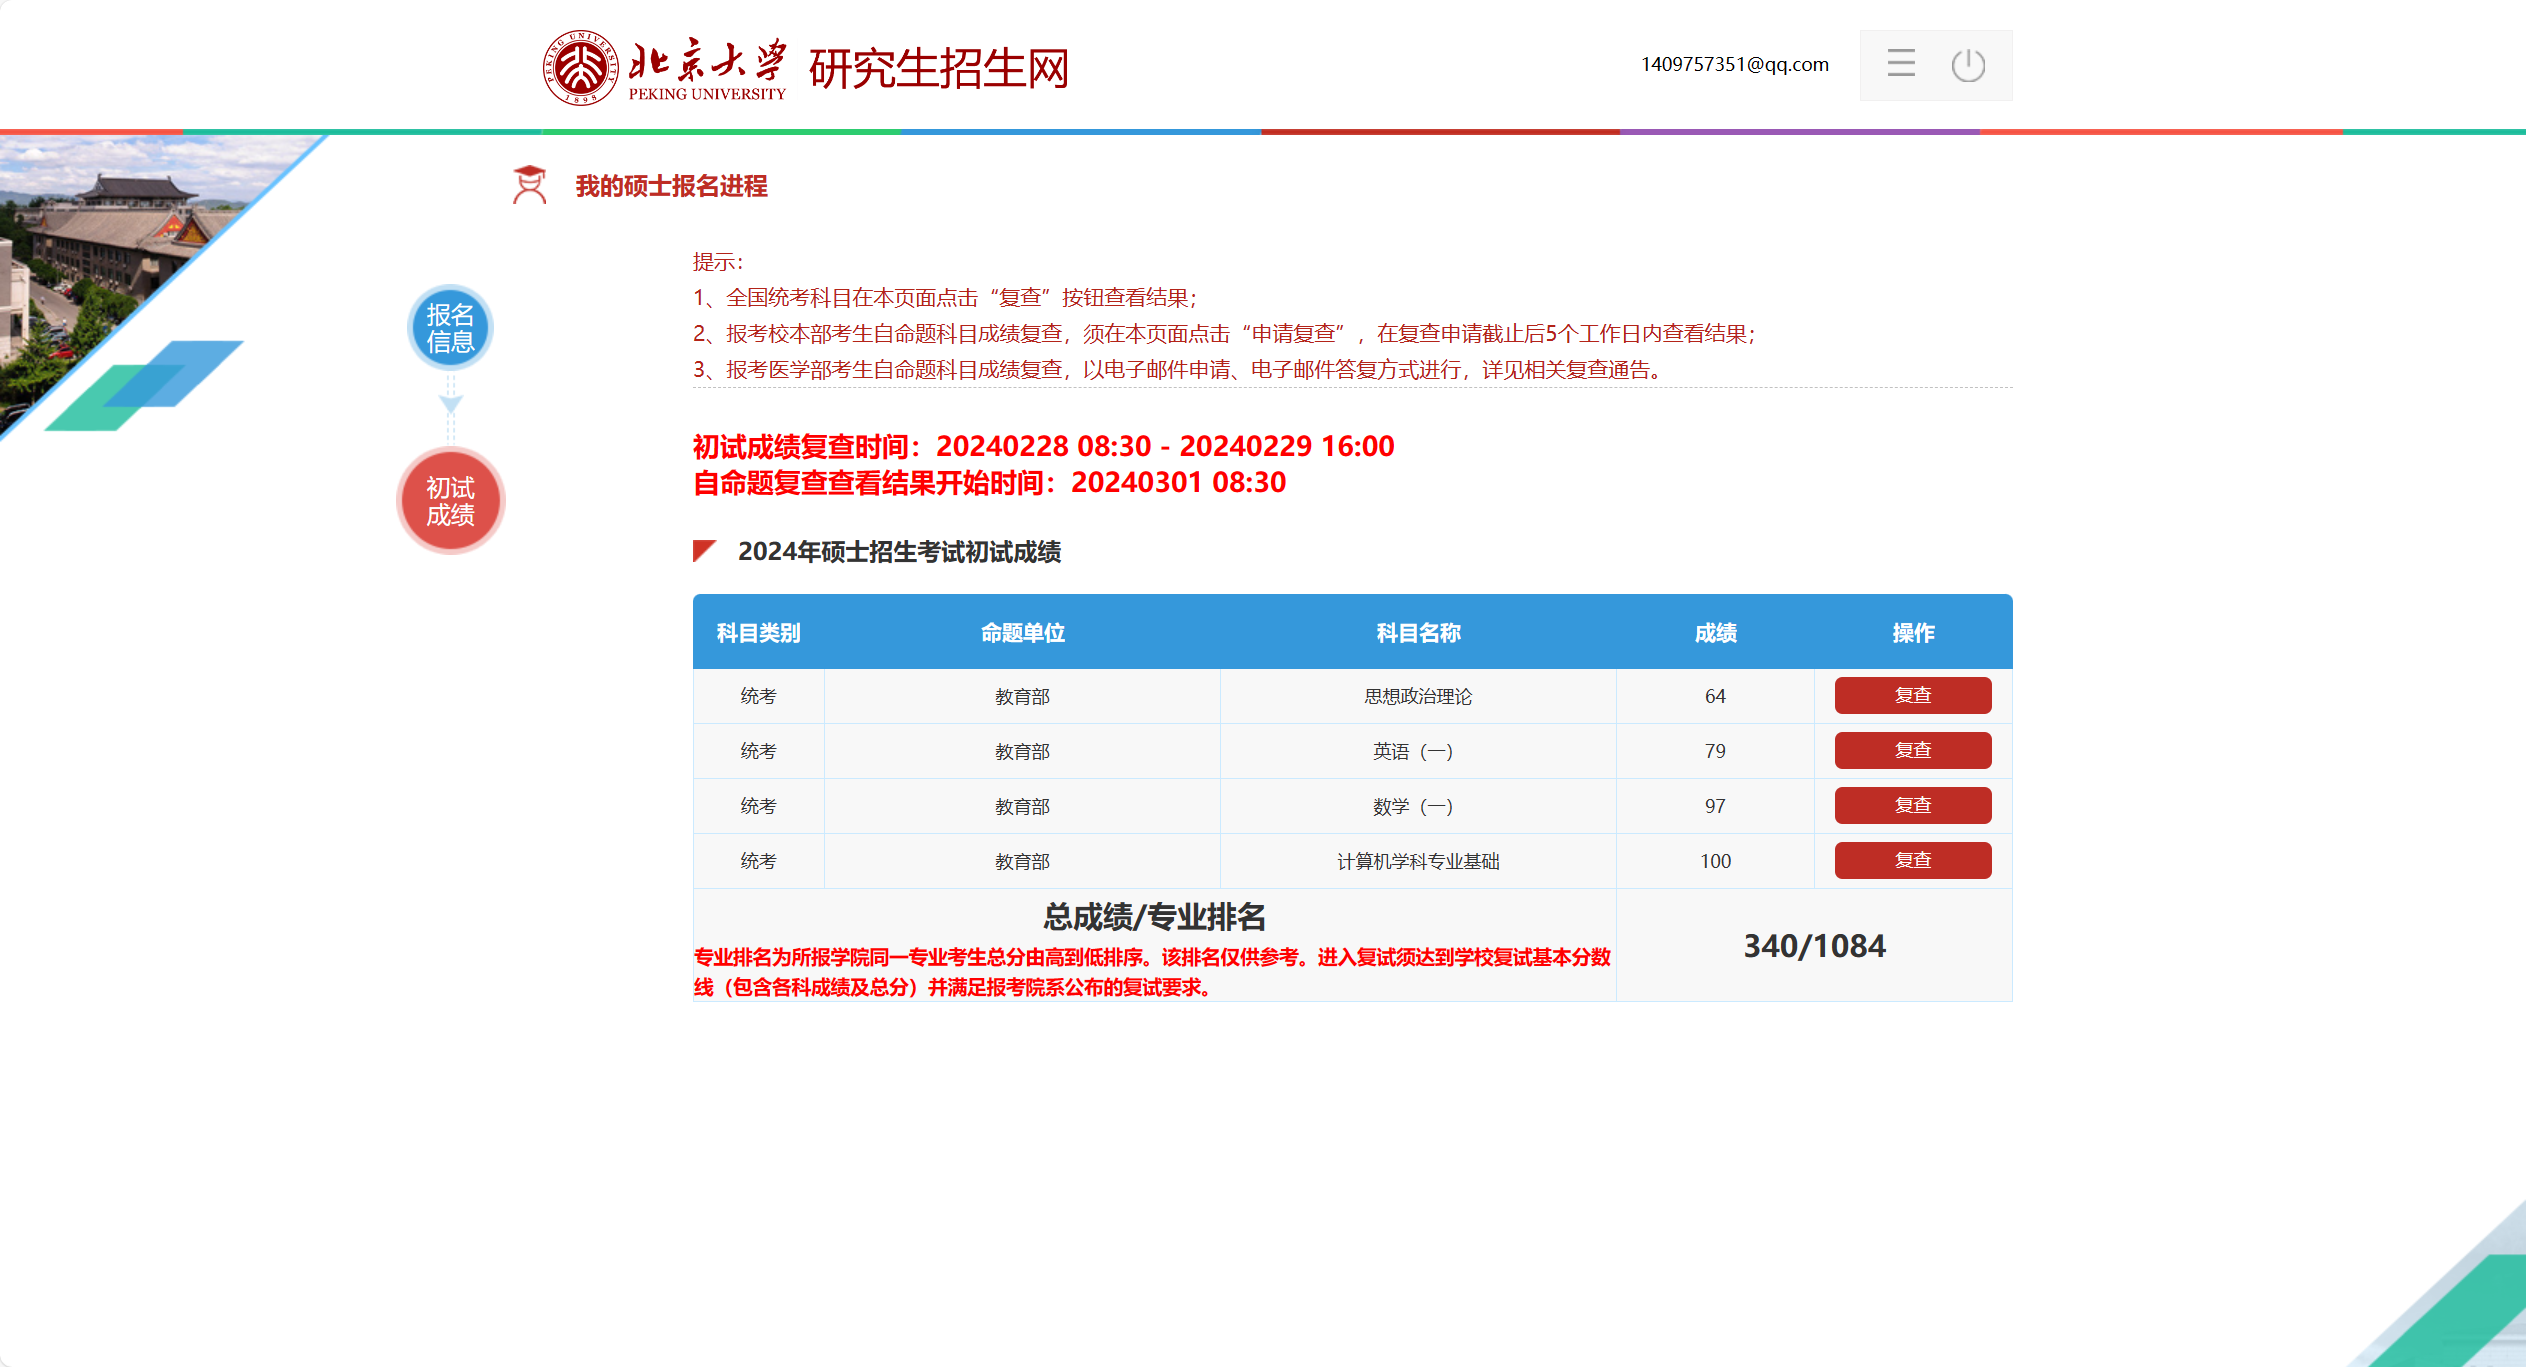 PEKING UNIVERSITY
1898
北京大学
PEKING UNIVERSITY
研究生招生网
1409757351@qq.com
我的硕士报名进程
报名
信息
初试
成绩
提示：
1、全国统考科目在本页面点击“复查”按钮查看结果；
2、报考校本部考生自命题科目成绩复查，须在本页面点击“申请复查”，在复查申请截止后5个工作日内查看结果；
3、报考医学部考生自命题科目成绩复查，以电子邮件申请、电子邮件答复方式进行，详见相关复查通告。
初试成绩复查时间：20240228 08:30 - 20240229 16:00
自命题复查查看结果开始时间：20240301 08:30
2024年硕士招生考试初试成绩
科目类别 命题单位 科目名称 成绩 操作
统考 教育部 思想政治理论 64 复查
统考 教育部 英语（一） 79 复查
统考 教育部 数学（一） 97 复查
统考 教育部 计算机学科专业基础 100 复查
总成绩/专业排名
专业排名为所报学院同一专业考生总分由高到低排序。该排名仅供参考。进入复试须达到学校复试基本分数
线（包含各科成绩及总分）并满足报考院系公布的复试要求。
340/1084